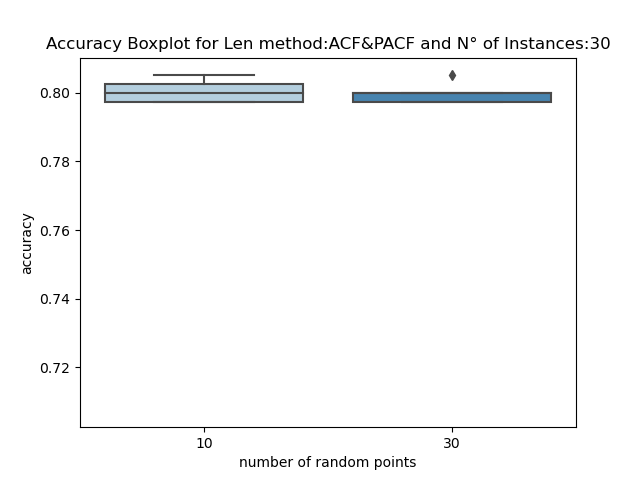 Accuracy Boxplot for Len method:ACF&PACF and N° of Instances:30
0.80
0.78
0.76
0.74
0.72
accuracy
10 30
number of random points